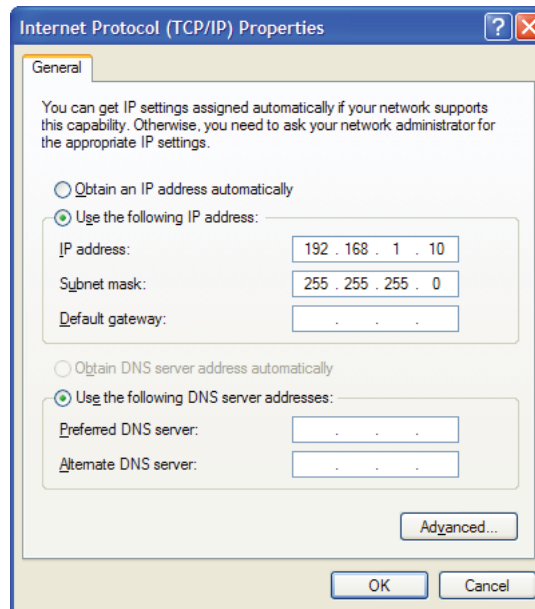 Internet Protocol (TCP/IP) Properties
General
You can get IP settings assigned automatically if your network supports
this capability. Otherwise, you need to ask your network administrator for
the appropriate IP settings.
Obtain an IP address automatically
Use the following IP address:
IP address: 192 . 168 . 1 . 10
Subnet mask: 255 . 255 . 255 . 0
Default gateway: . . .
Obtain DNS server address automatically
Use the following DNS server addresses:
Preferred DNS server: . . .
Alternate DNS server: . . .
Advanced...
OK Cancel